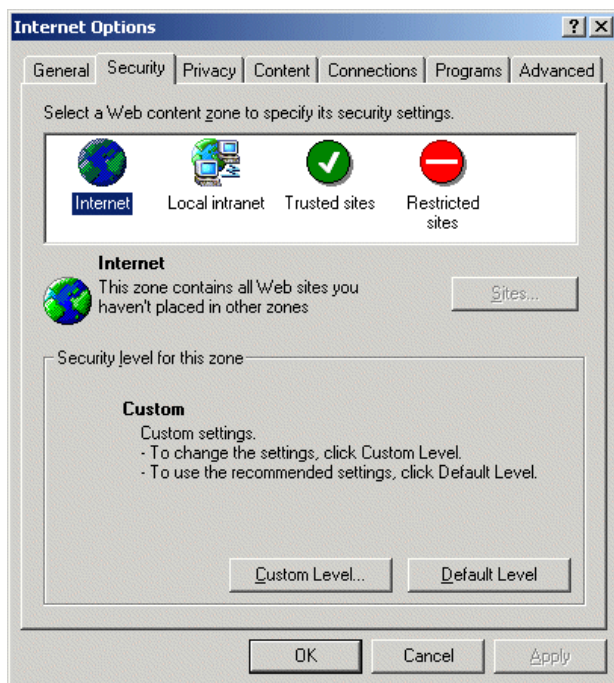 Internet Options
General Security Privacy Content Connections Programs Advanced
Select a Web content zone to specify its security settings.
Internet Local intranet Trusted sites Restricted
sites
Internet
This zone contains all Web sites you
haven't placed in other zones
Sites...
Security level for this zone
Custom
Custom settings.
- To change the settings, click Custom Level.
- To use the recommended settings, click Default Level.
Custom Level... Default Level
OK Cancel Apply